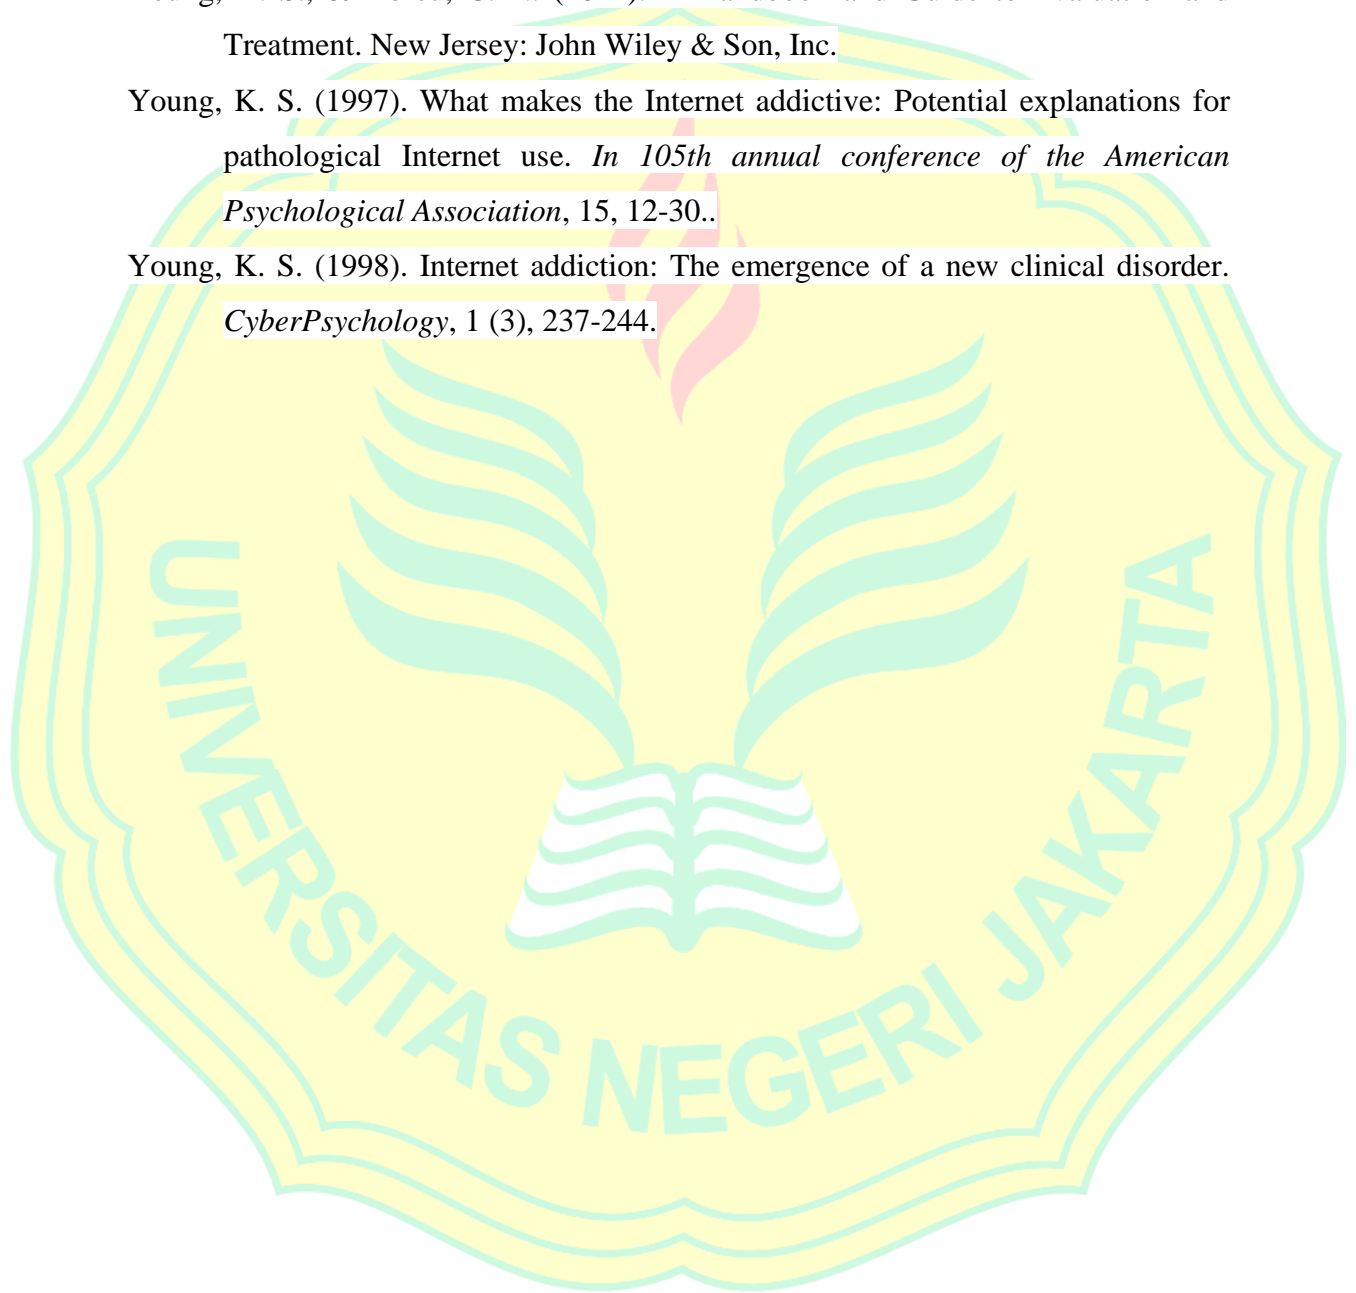 Treatment. New Jersey: John Wiley & Son, Inc.
Young, K. S. (1997). What makes the Internet addictive: Potential explanations for
pathological Internet use. In 105th annual conference of the American
Psychological Association, 15, 12-30..
Young, K. S. (1998). Internet addiction: The emergence of a new clinical disorder.
CyberPsychology, 1 (3), 237-244.
UNIVERSITAS NEGERI JAKARTA